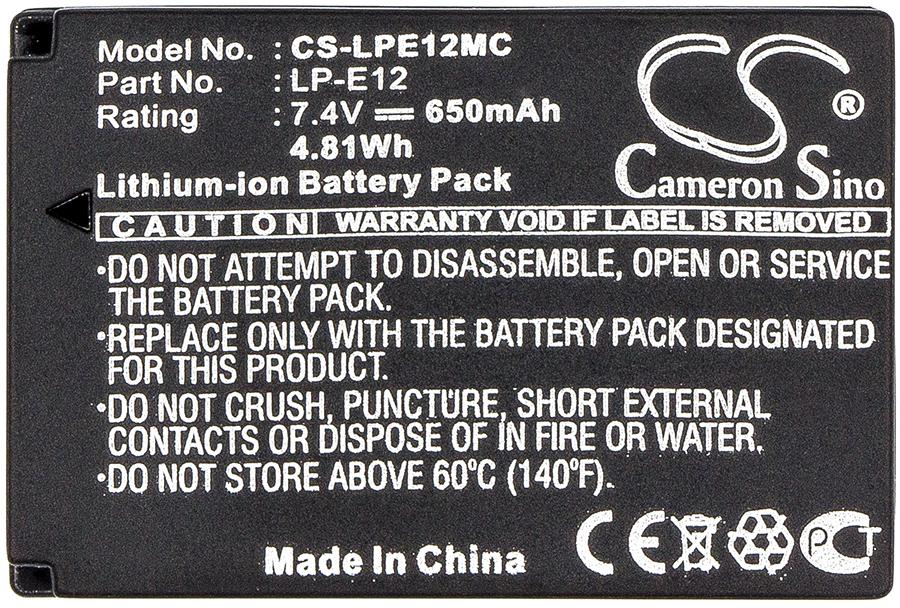 Model No. : CS-LPE12MC
Part No. : LP-E12
Rating : 7.4V ⎓ 650mAh
4.81Wh
CS ®
Cameron Sino
Lithium-ion Battery Pack
CAUTION WARRANTY VOID IF LABEL IS REMOVED
•DO NOT ATTEMPT TO DISASSEMBLE, OPEN OR SERVICE
THE BATTERY PACK.
•REPLACE ONLY WITH THE BATTERY PACK DESIGNATED
FOR THIS PRODUCT.
•DO NOT CRUSH, PUNCTURE, SHORT EXTERNAL
CONTACTS OR DISPOSE OF IN FIRE OR WATER.
•DO NOT STORE ABOVE 60ºC (140ºF).
Made In China CE PCT